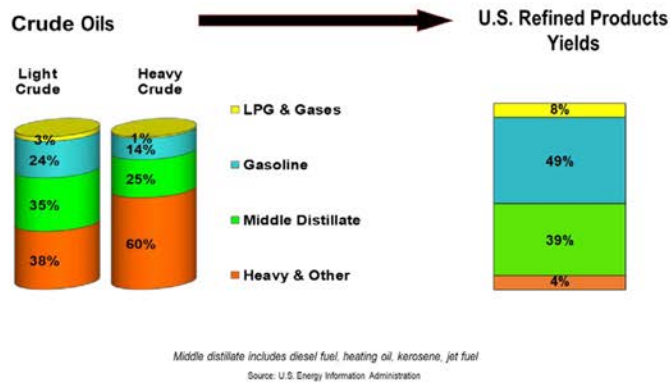 Crude Oils
U.S. Refined Products
Yields
Light
Crude
Heavy
Crude
3%
24%
35%
38%
1%
14%
25%
60%
LPG & Gases
Gasoline
Middle Distillate
Heavy & Other
8%
49%
39%
4%
Middle distillate includes diesel fuel, heating oil, kerosene, jet fuel
Source: U.S. Energy Information Administration